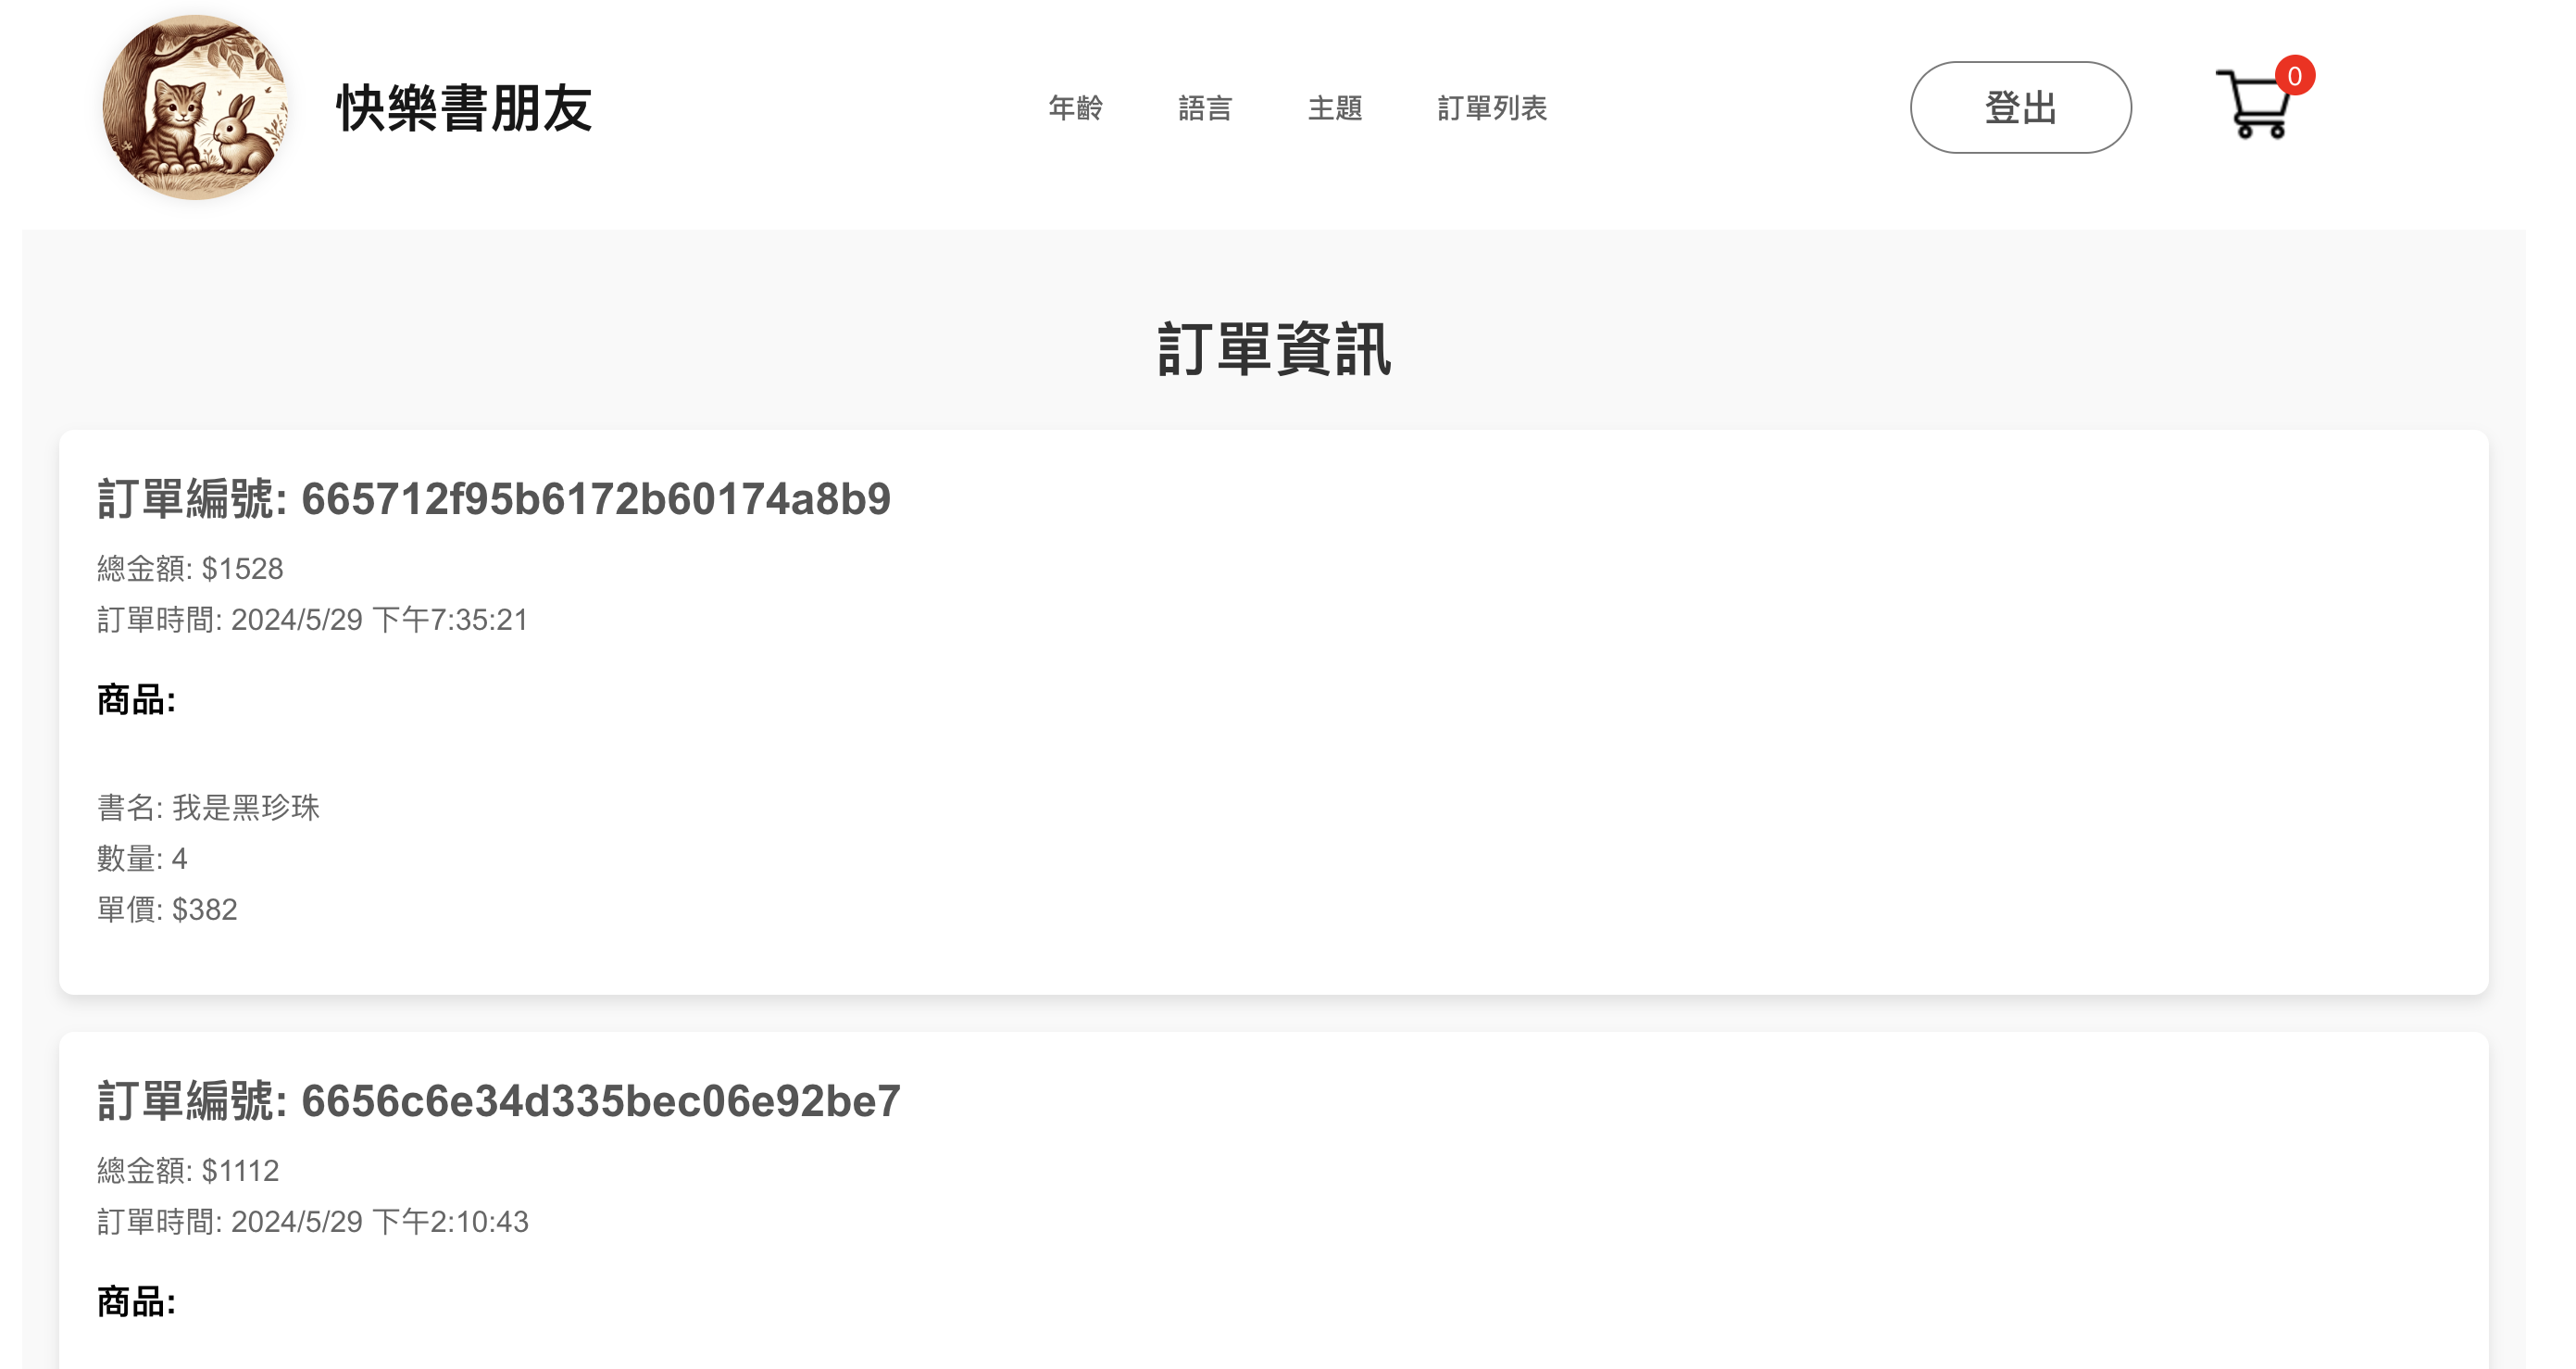 快樂書朋友
年齡 語言 主題 訂單列表
登出
0
訂單資訊
訂單編號: 665712f95b6172b60174a8b9
總金額: $1528
訂單時間: 2024/5/29 下午7:35:21
商品:
書名: 我是黑珍珠
數量: 4
單價: $382
訂單編號: 6656c6e34d335bec06e92be7
總金額: $1112
訂單時間: 2024/5/29 下午2:10:43
商品: